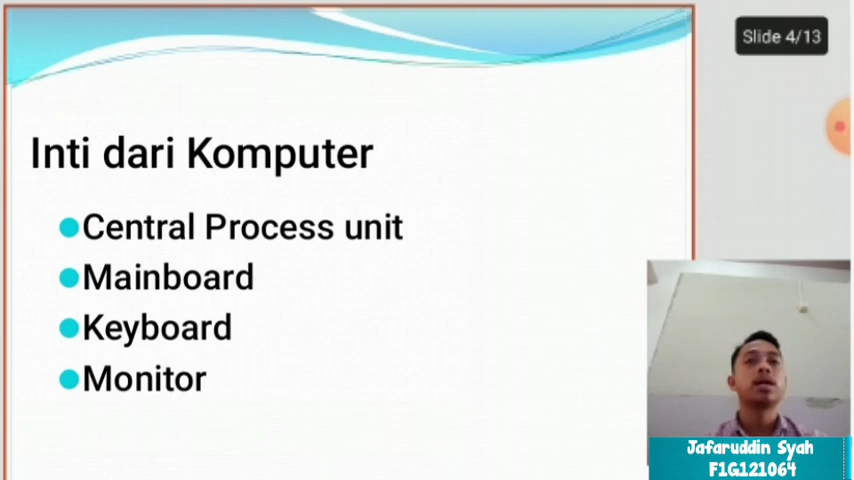 Slide 4/13
Inti dari Komputer
Central Process unit
Mainboard
Keyboard
Monitor
Jafaruddin Syah
F1G121064